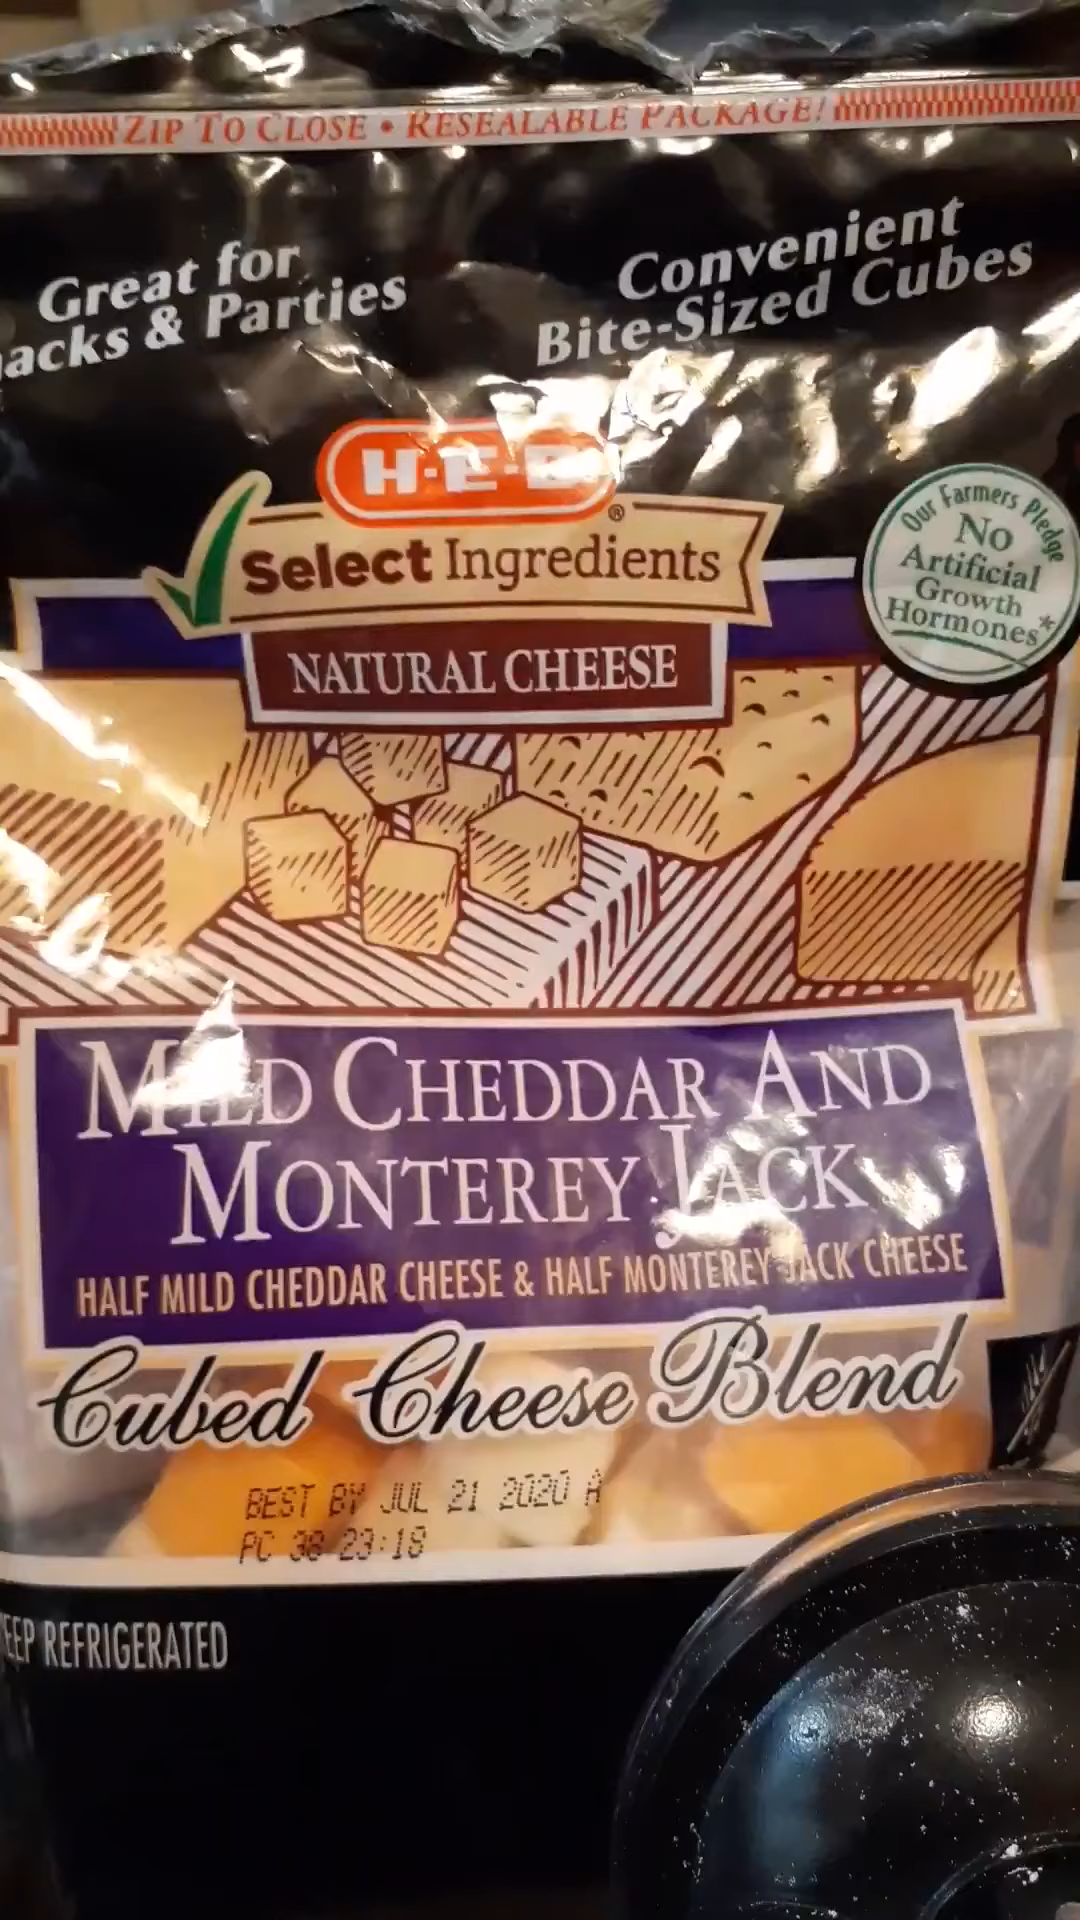 ZIP TO CLOSE • RESEALABLE PACKAGE!
Great for
acks & Parties
Convenient
Bite-Sized Cubes
H-E-B
®
Select Ingredients
NATURAL CHEESE
Our Farmers Pledge
No
Artificial
Growth
Hormones*
MILD CHEDDAR AND
MONTEREY JACK
HALF MILD CHEDDAR CHEESE & HALF MONTEREY JACK CHEESE
Cubed Cheese Blend
BEST BY JUL 21 2020 A
PC 38 23:18
EEP REFRIGERATED